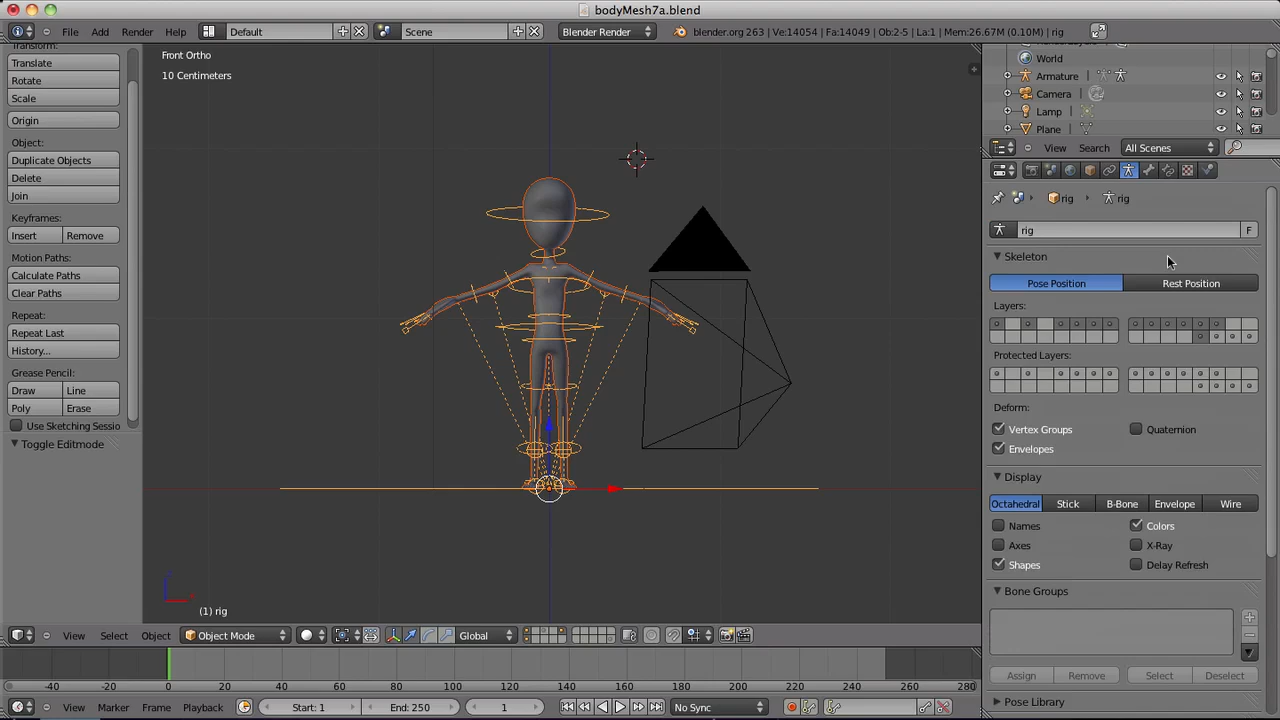 bodyMesh7a.blend
File Add Render Help Default Scene Blender Render blender.org 263 | Ve:14054 | Fa:14049 | Ob:2-5 | La:1 | Mem:26.67M (0.10M) | rig
Transform:
Translate
Rotate
Scale
Origin
Object:
Duplicate Objects
Delete
Join
Keyframes:
Insert Remove
Motion Paths:
Calculate Paths
Clear Paths
Repeat:
Repeat Last
History...
Grease Pencil:
Draw Line
Poly Erase
Use Sketching Sessio
Toggle Editmode
Front Ortho
10 Centimeters
(1) rig
View Select Object Object Mode Global
World
Armature
Camera
Lamp
Plane
View Search All Scenes
rig rig
rig F
Skeleton
Pose Position Rest Position
Layers:
Protected Layers:
Deform:
Vertex Groups Quaternion
Envelopes
Display
Octahedral Stick B-Bone Envelope Wire
Names Colors
Axes X-Ray
Shapes Delay Refresh
Bone Groups
Assign Remove Select Deselect
Pose Library
-40 -20 0 20 40 60 80 100 120 140 160 180 200 220 240 260 280
View Marker Frame Playback Start: 1 End: 250 1 No Sync